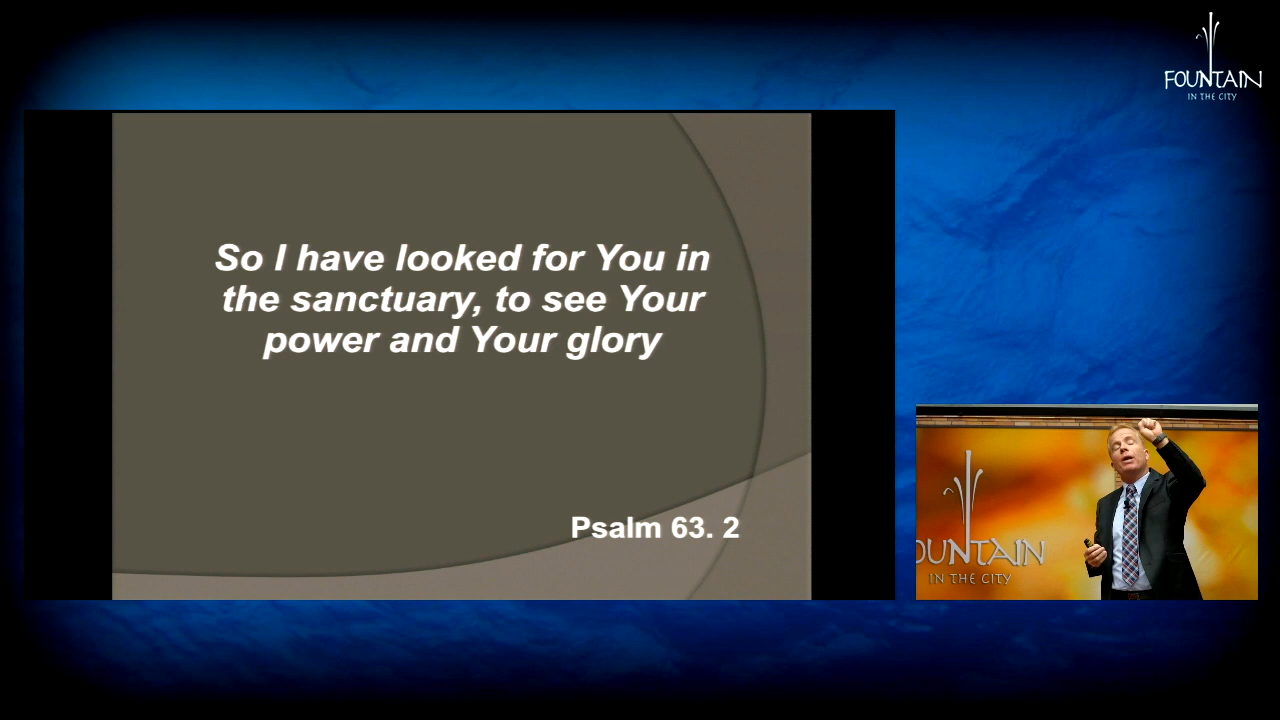 FOUNTAIN
IN THE CITY
So I have looked for You in
the sanctuary, to see Your
power and Your glory
Psalm 63. 2
OUNTAIN
IN THE CITY